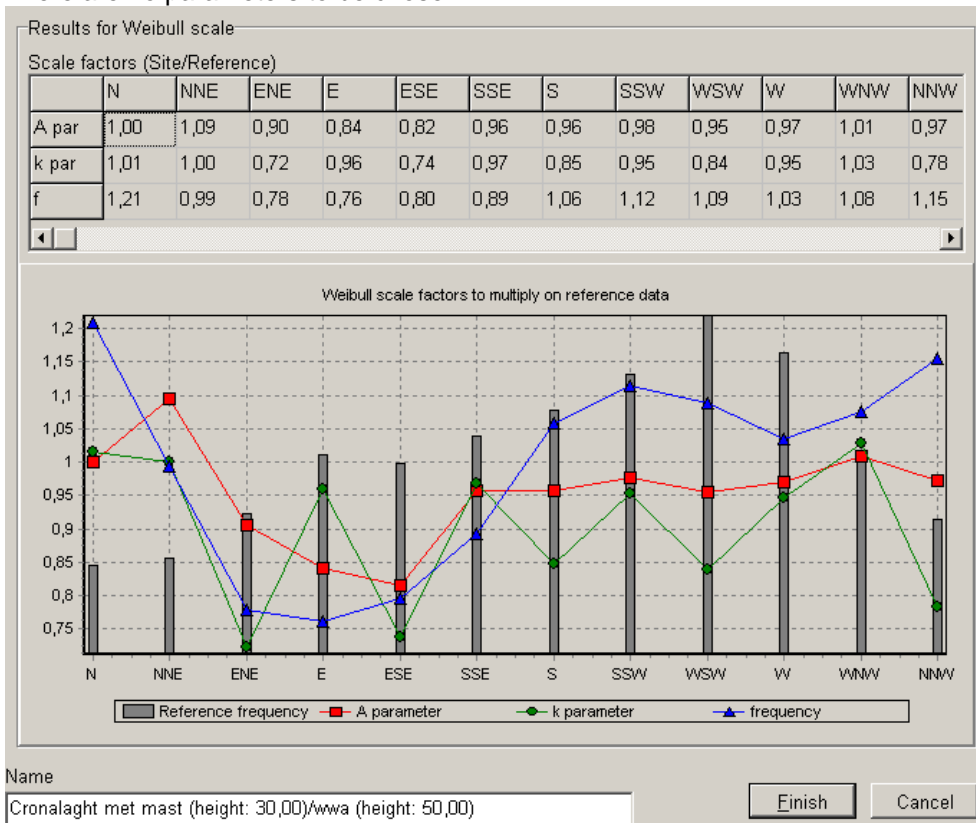 Results for Weibull scale
Scale factors (Site/Reference)
N NNE ENE E ESE SSE S SSW WSW W WNW NNW
A par 1,00 1,09 0,90 0,84 0,82 0,96 0,96 0,98 0,95 0,97 1,01 0,97
k par 1,01 1,00 0,72 0,96 0,74 0,97 0,85 0,95 0,84 0,95 1,03 0,78
f 1,21 0,99 0,78 0,76 0,80 0,89 1,06 1,12 1,09 1,03 1,08 1,15
Weibull scale factors to multiply on reference data
1,2
1,15
1,1
1,05
1
0,95
0,9
0,85
0,8
0,75
N NNE ENE E ESE SSE S SSW WSW W WNW NNW
Reference frequency A parameter k parameter frequency
Name
Cronalaght met mast (height: 30,00)/wwa (height: 50,00)
Finish Cancel